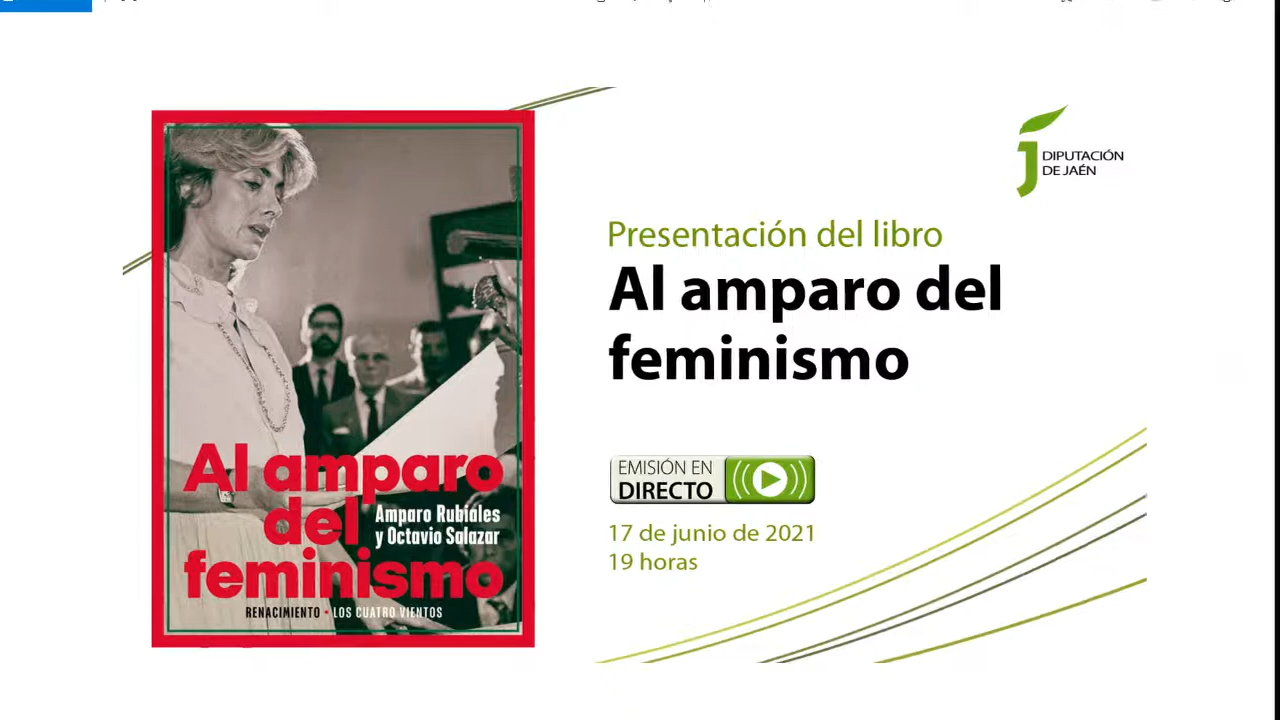 Al amparo
del
Amparo Rubiales
y Octavio Salazar
feminismo
RENACIMIENTO • LOS CUATRO VIENTOS
DIPUTACIÓN
DE JAÉN
Presentación del libro
Al amparo del
feminismo
EMISIÓN EN
DIRECTO
17 de junio de 2021
19 horas